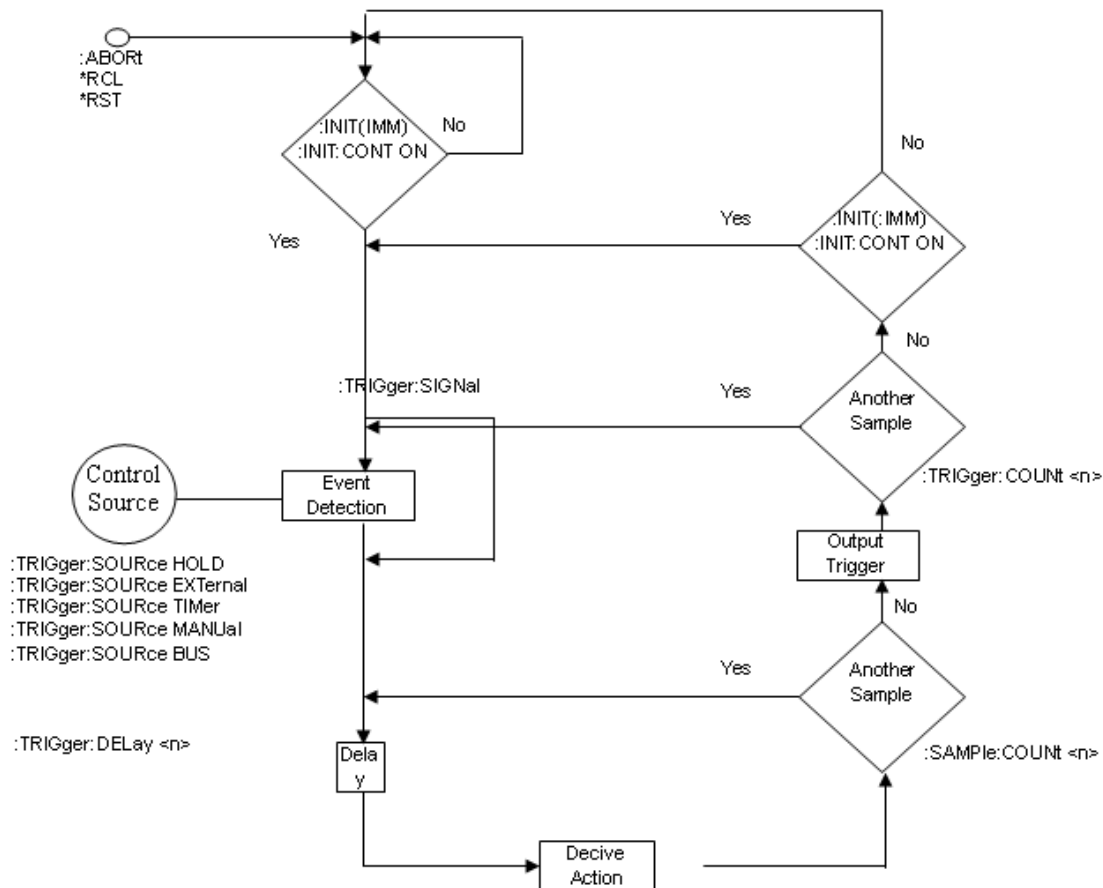 :ABORt
*RCL
*RST
:INIT(IMM)
:INIT:CONT ON
No
Yes
No
Yes
:INIT(:IMM)
:INIT:CONT ON
No
:TRIGger:SIGNal
Yes
Another
Sample
:TRIGger:COUNt <n>
Control
Source
Event
Detection
:TRIGger:SOURce HOLD
:TRIGger:SOURce EXTernal
:TRIGger:SOURce TIMer
:TRIGger:SOURce MANUal
:TRIGger:SOURce BUS
Output
Trigger
No
Yes
Another
Sample
:SAMPle:COUNt <n>
:TRIGger:DELay <n>
Dela
y
Decive
Action